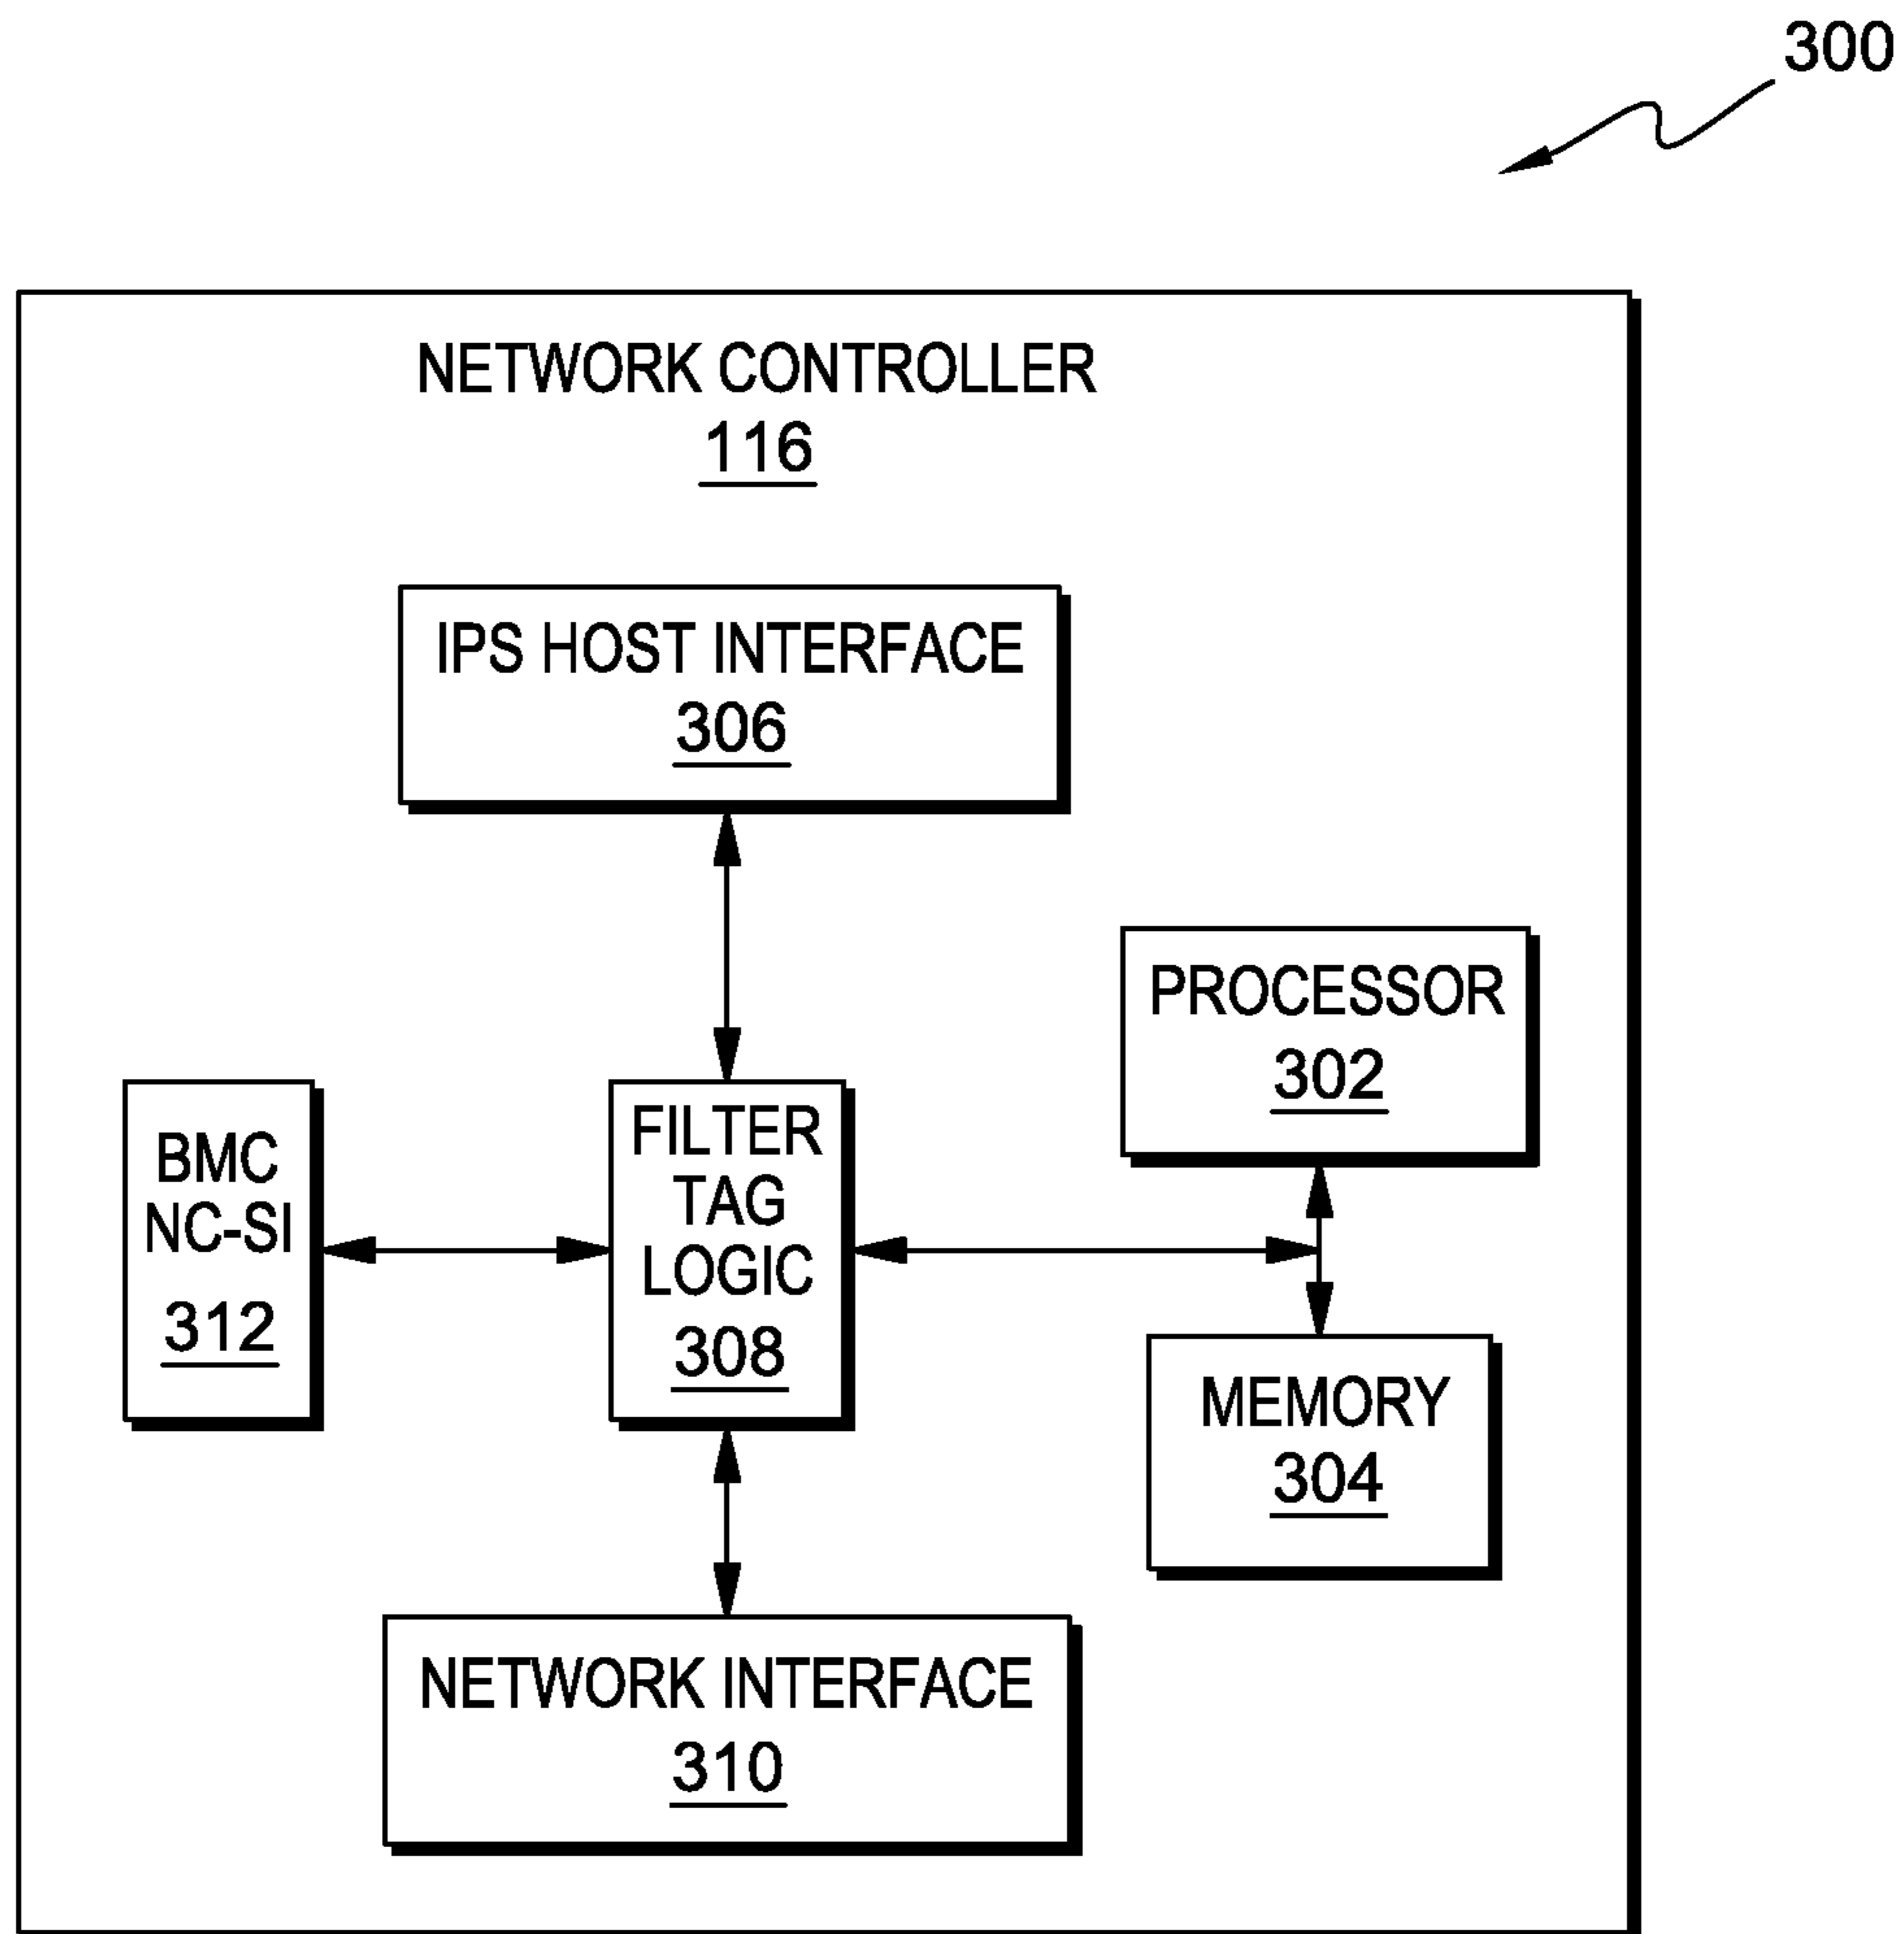 300
NETWORK CONTROLLER
116
IPS HOST INTERFACE
306
PROCESSOR
302
BMC
NC-SI
312
FILTER
TAG
LOGIC
308
MEMORY
304
NETWORK INTERFACE
310